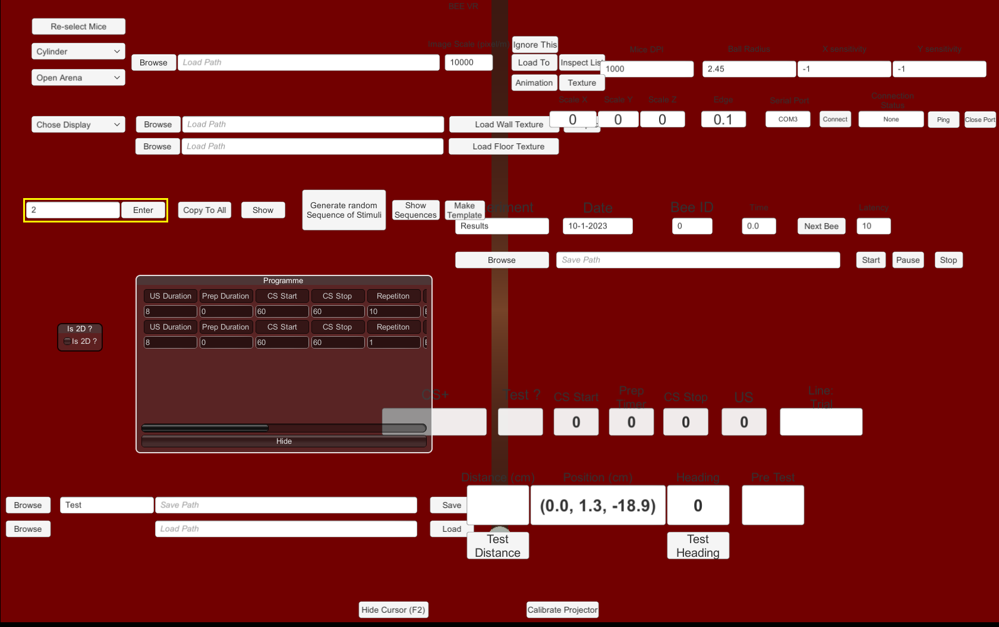 BEE VR
Re-select Mice
Cylinder
Open Arena
Browse
Load Path
Image Scale (pixel/m)
10000
Ignore This
Load To
Inspect List
Animation
Texture
Mice DPI
1000
Ball Radius
2.45
X sensitivity
-1
Y sensitivity
-1
Scale X
0
Scale Y
0
Scale Z
0
Edge
0.1
Serial Port
COM3
Connect
Connection
Status
None
Ping
Close Port
Chose Display
Browse
Load Path
Load Wall Texture
Browse
Load Path
Load Floor Texture
2
Enter
Copy To All
Show
Generate random
Sequence of Stimuli
Show
Sequences
Make
Template
Results
Date
10-1-2023
Bee ID
0
Time
0.0
Next Bee
Latency
10
Browse
Save Path
Start
Pause
Stop
Programme
US Duration Prep Duration CS Start CS Stop Repetiton
8 0 60 60 10
US Duration Prep Duration CS Start CS Stop Repetiton
8 0 60 60 1
Hide
Is 2D ?
Is 2D ?
CS+
Test ?
CS Start
0
Prep
Timer
0
CS Stop
0
US
0
Line:
Trial
Distance (cm)
Position (cm)
(0.0, 1.3, -18.9)
Heading
0
Pre Test
Test
Distance
Test
Heading
Browse
Test
Save Path
Save
Browse
Load Path
Load
Hide Cursor (F2)
Calibrate Projector